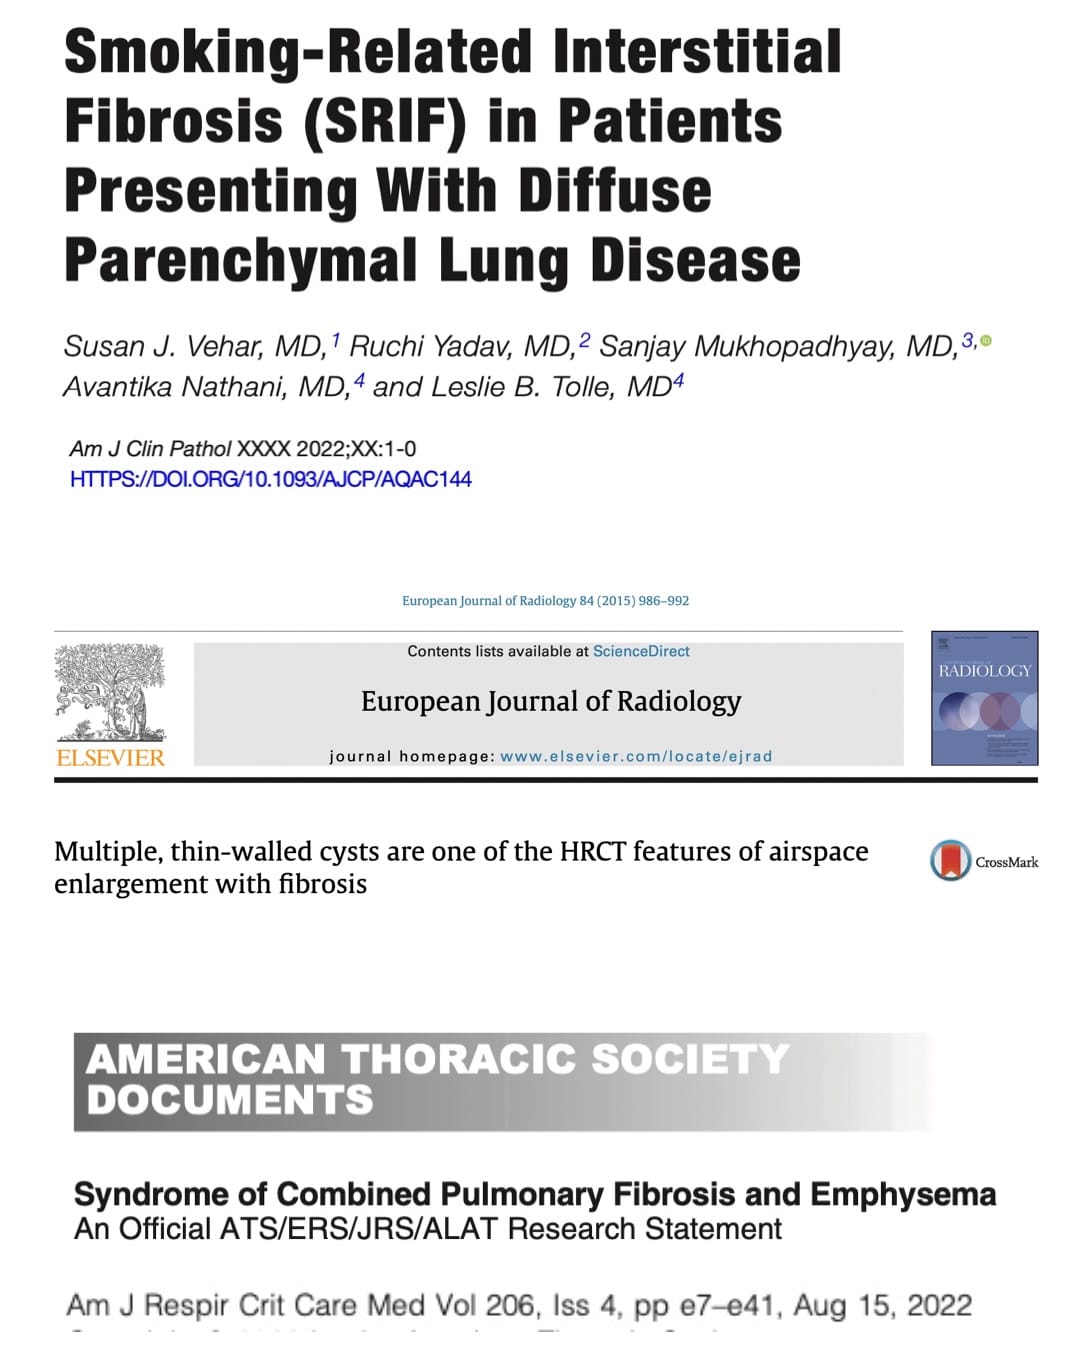 Smoking-Related Interstitial
Fibrosis (SRIF) in Patients
Presenting With Diffuse
Parenchymal Lung Disease
Susan J. Vehar, MD,1 Ruchi Yadav, MD,2 Sanjay Mukhopadhyay, MD,3,
Avantika Nathani, MD,4 and Leslie B. Tolle, MD4
Am J Clin Pathol XXXX 2022;XX:1-0
HTTPS://DOI.ORG/10.1093/AJCP/AQAC144
European Journal of Radiology 84 (2015) 986–992
Contents lists available at ScienceDirect
European Journal of Radiology
journal homepage: www.elsevier.com/locate/ejrad
ELSEVIER
RADIOLOGY
Multiple, thin-walled cysts are one of the HRCT features of airspace
enlargement with fibrosis
CrossMark
AMERICAN THORACIC SOCIETY
DOCUMENTS
Syndrome of Combined Pulmonary Fibrosis and Emphysema
An Official ATS/ERS/JRS/ALAT Research Statement
Am J Respir Crit Care Med Vol 206, Iss 4, pp e7–e41, Aug 15, 2022